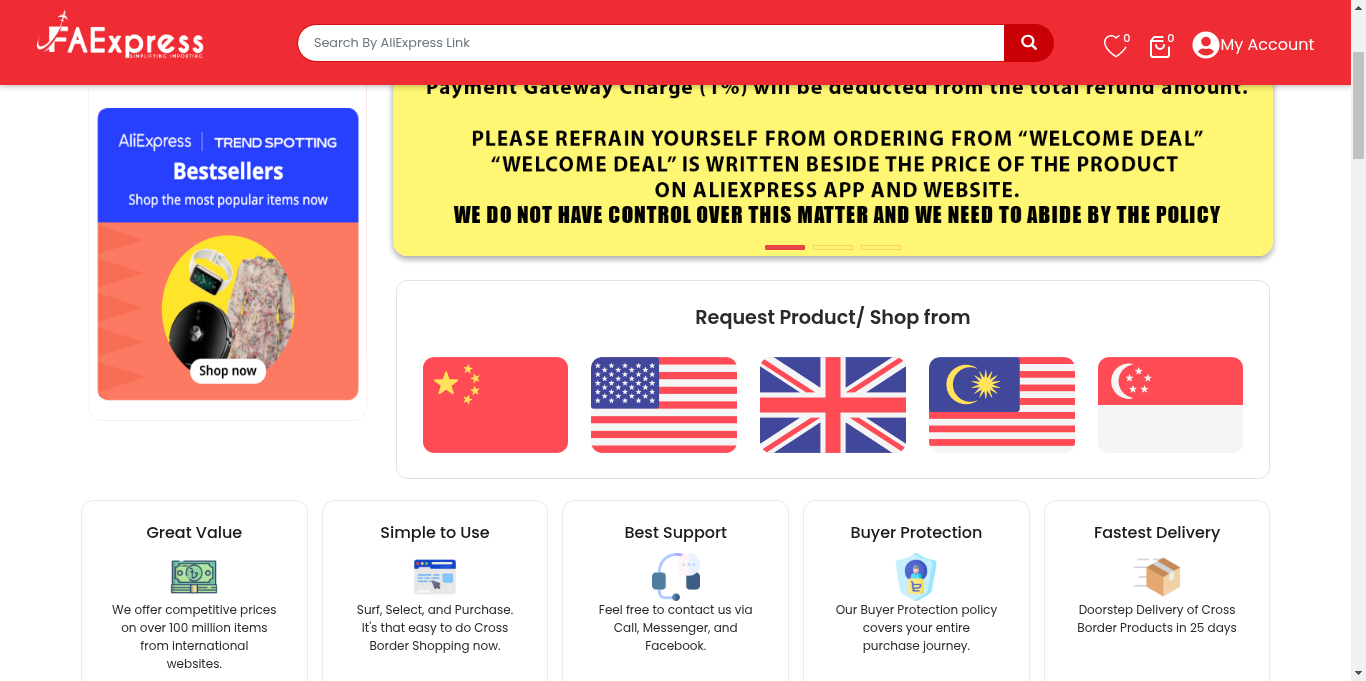 FAExpress
SIMPLIFYING IMPORTING
Search By AliExpress Link
0
0
My Account
Payment Gateway Charge (1%) will be deducted from the total refund amount.
PLEASE REFRAIN YOURSELF FROM ORDERING FROM “WELCOME DEAL”
“WELCOME DEAL” IS WRITTEN BESIDE THE PRICE OF THE PRODUCT
ON ALIEXPRESS APP AND WEBSITE.
WE DO NOT HAVE CONTROL OVER THIS MATTER AND WE NEED TO ABIDE BY THE POLICY
AliExpress | TREND SPOTTING
Bestsellers
Shop the most popular items now
Shop now
Request Product/ Shop from
Great Value
We offer competitive prices
on over 100 million items
from international
websites.
Simple to Use
Surf, Select, and Purchase.
It's that easy to do Cross
Border Shopping now.
Best Support
Feel free to contact us via
Call, Messenger, and
Facebook.
Buyer Protection
Our Buyer Protection policy
covers your entire
purchase journey.
Fastest Delivery
Doorstep Delivery of Cross
Border Products in 25 days